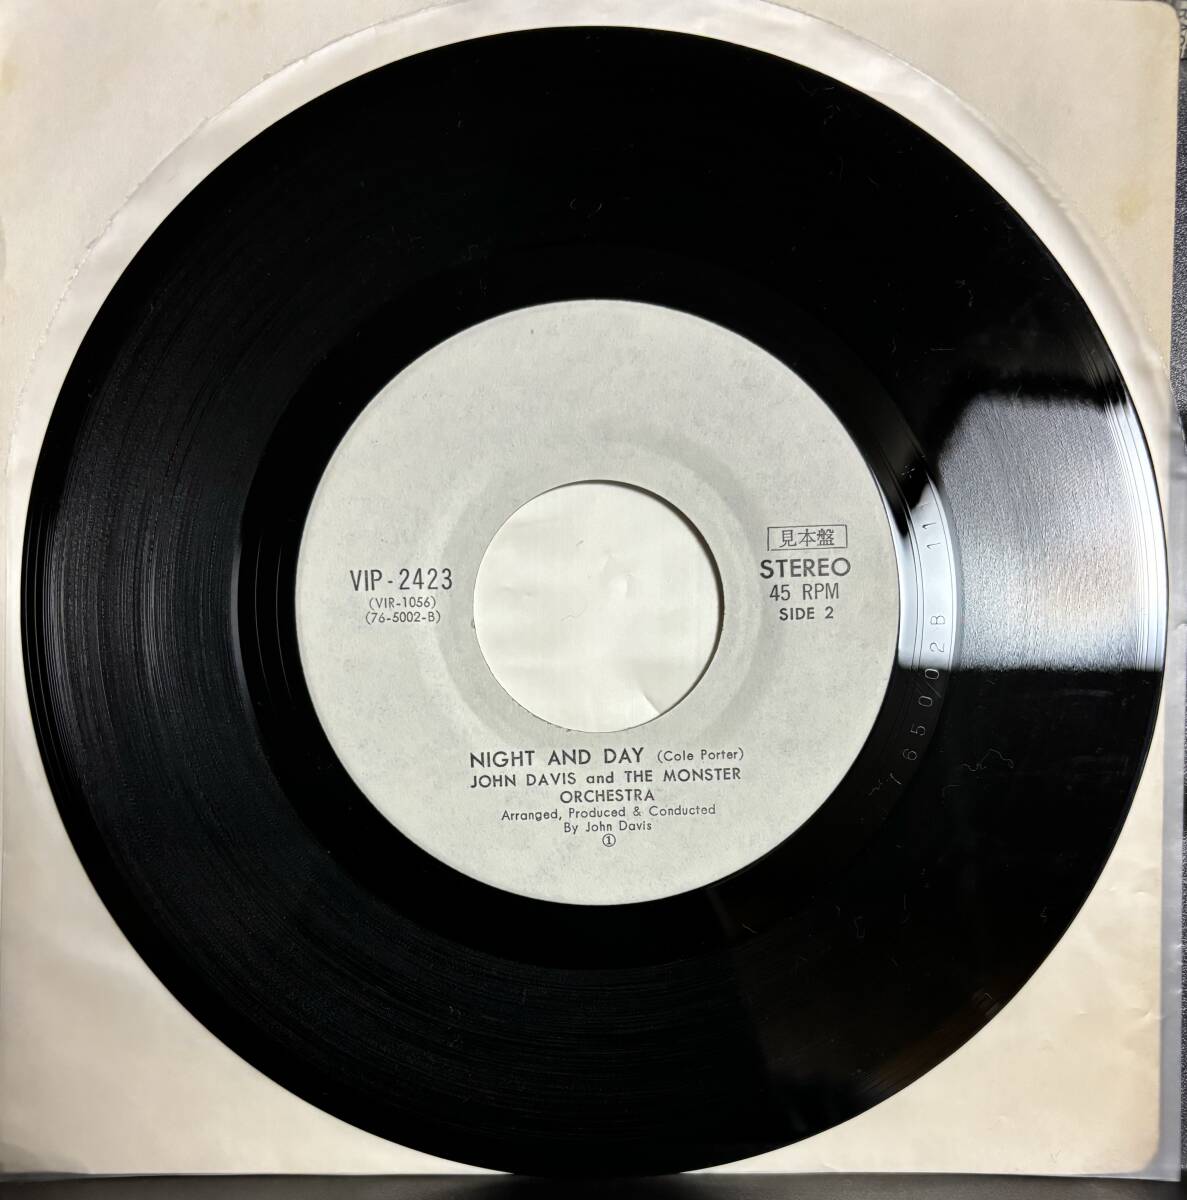 VIP-2423
(VIR-1056)
(76-5002-B)
見本盤
STEREO
45 RPM
SIDE 2
NIGHT AND DAY (Cole Porter)
JOHN DAVIS and THE MONSTER
ORCHESTRA
Arranged, Produced & Conducted
By John Davis
①